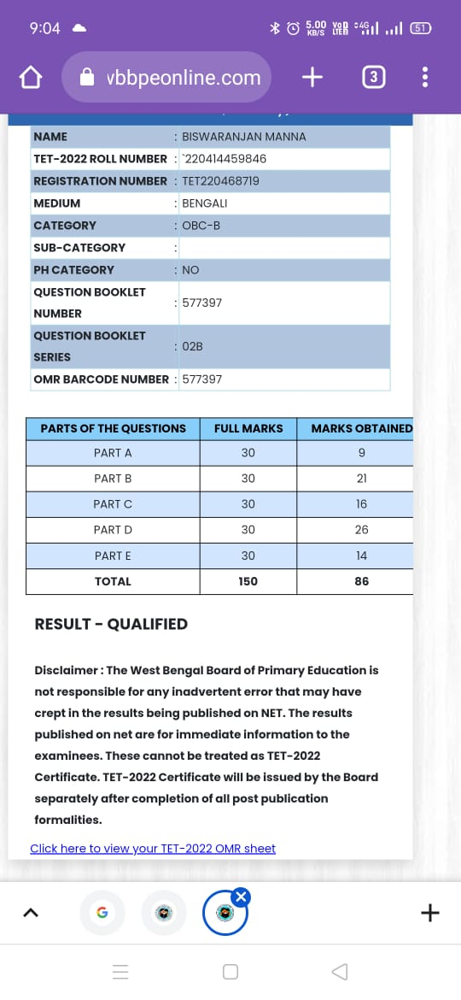 9:04
5.00 KB/S VoD LTE 4G 51
vbbpeonline.com
3
NAME : BISWARANJAN MANNA
TET-2022 ROLL NUMBER : `220414459846
REGISTRATION NUMBER : TET220468719
MEDIUM : BENGALI
CATEGORY : OBC-B
SUB-CATEGORY :
PH CATEGORY : NO
QUESTION BOOKLET
NUMBER : 577397
QUESTION BOOKLET
SERIES : 02B
OMR BARCODE NUMBER : 577397
PARTS OF THE QUESTIONS FULL MARKS MARKS OBTAINED
PART A 30 9
PART B 30 21
PART C 30 16
PART D 30 26
PART E 30 14
TOTAL 150 86
RESULT - QUALIFIED
Disclaimer : The West Bengal Board of Primary Education is
not responsible for any inadvertent error that may have
crept in the results being published on NET. The results
published on net are for immediate information to the
examinees. These cannot be treated as TET-2022
Certificate. TET-2022 Certificate will be issued by the Board
separately after completion of all post publication
formalities.
Click here to view your TET-2022 OMR sheet